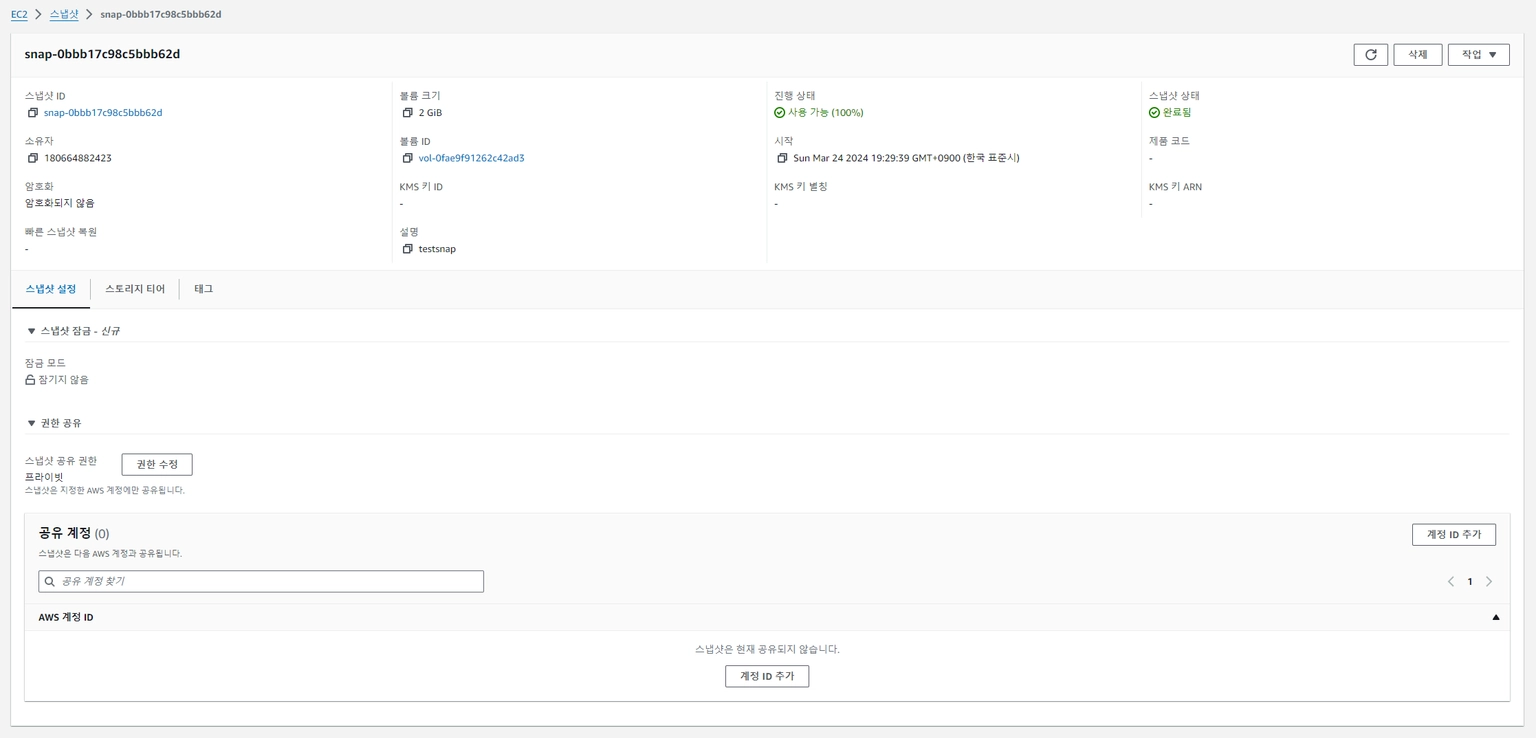 EC2 > 스냅샷 > snap-0bbb17c98c5bbb62d
snap-0bbb17c98c5bbb62d
삭제
작업
스냅샷 ID
snap-0bbb17c98c5bbb62d
볼륨 크기
2 GiB
진행 상태
사용 가능 (100%)
스냅샷 상태
완료됨
소유자
180664882423
볼륨 ID
vol-0fae9f91262c42ad3
시작
Sun Mar 24 2024 19:29:39 GMT+0900 (한국 표준시)
제품 코드
-
암호화
암호화되지 않음
KMS 키 ID
-
KMS 키 별칭
-
KMS 키 ARN
-
빠른 스냅샷 복원
-
설명
testsnap
스냅샷 설정
스토리지 티어
태그
스냅샷 잠금 - 신규
잠금 모드
잠기지 않음
권한 공유
스냅샷 공유 권한
프라이빗
스냅샷은 지정한 AWS 계정에만 공유됩니다.
권한 수정
공유 계정 (0)
스냅샷은 다음 AWS 계정과 공유됩니다.
계정 ID 추가
공유 계정 찾기
1
AWS 계정 ID
스냅샷은 현재 공유되지 않습니다.
계정 ID 추가